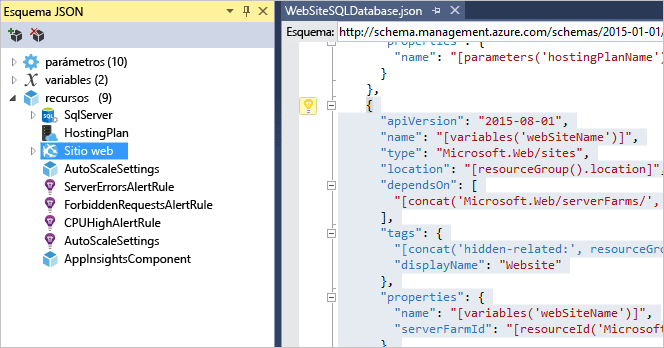 Esquema JSON
parámetros (10)
variables (2)
recursos (9)
SqlServer
HostingPlan
Sitio web
AutoScaleSettings
ServerErrorsAlertRule
ForbiddenRequestsAlertRule
CPUHighAlertRule
AutoScaleSettings
AppInsightsComponent
WebSiteSQLDatabase.json
Esquema: http://schema.management.azure.com/schemas/2015-01-01/
"properties": {
"name": "[parameters('hostingPlanName')
}
},
{
"apiVersion": "2015-08-01",
"name": "[variables('webSiteName')]",
"type": "Microsoft.Web/sites",
"location": "[resourceGroup().location]",
"dependsOn": [
"[concat('Microsoft.Web/serverFarms/',
],
"tags": {
"[concat('hidden-related:', resourceGro
"displayName": "Website"
},
"properties": {
"name": "[variables('webSiteName')]",
"serverFarmId": "[resourceId('Microsof
}